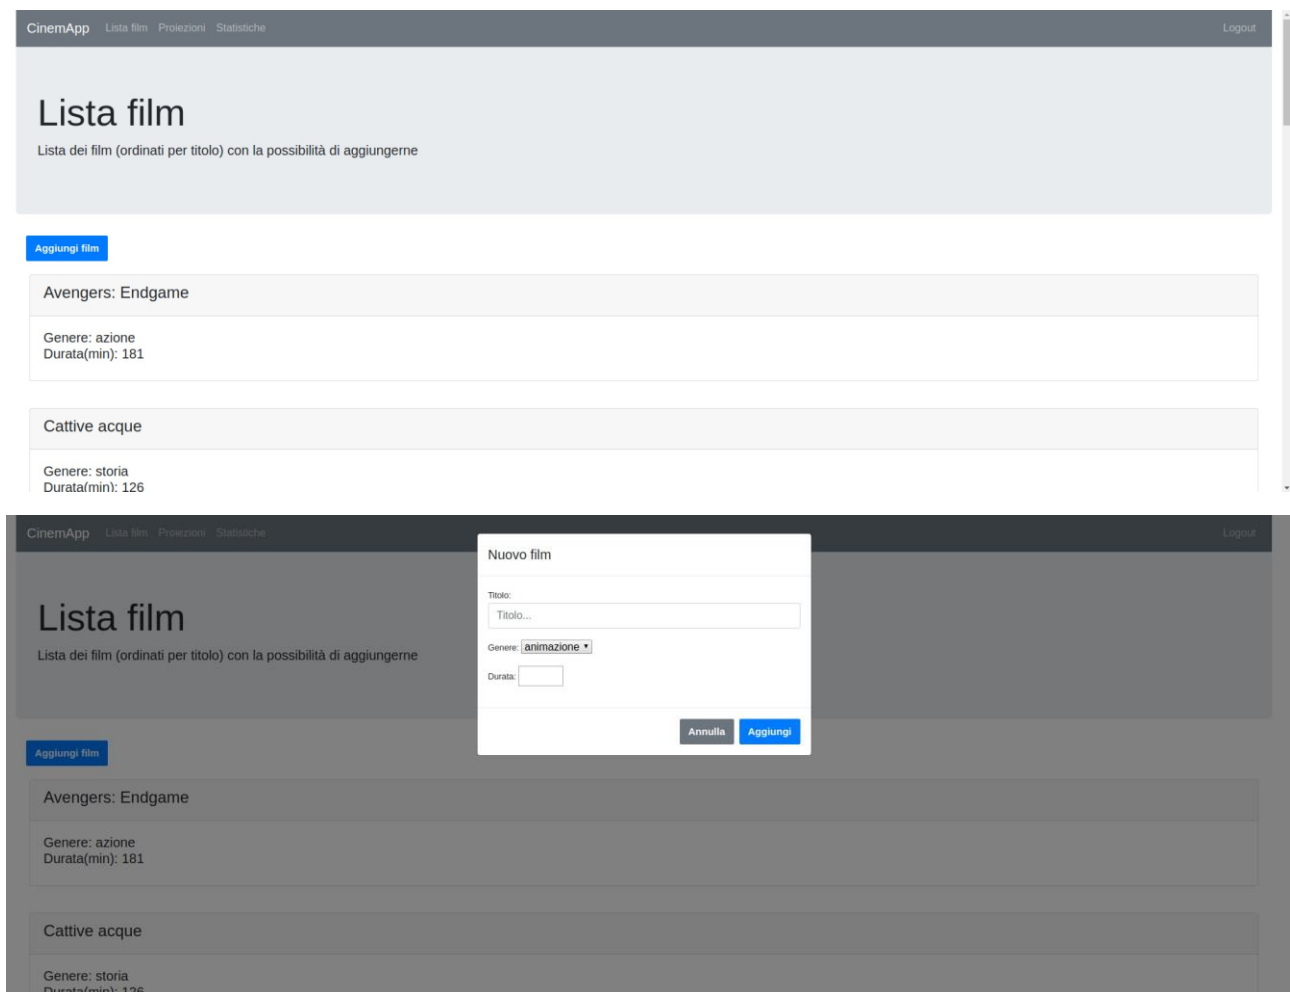 CinemApp Lista film Proiezioni Statistiche Logout
Lista film
Lista dei film (ordinati per titolo) con la possibilità di aggiungerne
Aggiungi film
Avengers: Endgame
Genere: azione
Durata(min): 181
Cattive acque
Genere: storia
Durata(min): 126
CinemApp Lista film Proiezioni Statistiche Logout
Nuovo film
Titolo:
Titolo...
Genere: animazione
Durata:
Annulla Aggiungi
Lista film
Lista dei film (ordinati per titolo) con la possibilità di aggiungerne
Aggiungi film
Avengers: Endgame
Genere: azione
Durata(min): 181
Cattive acque
Genere: storia
Durata(min): 126